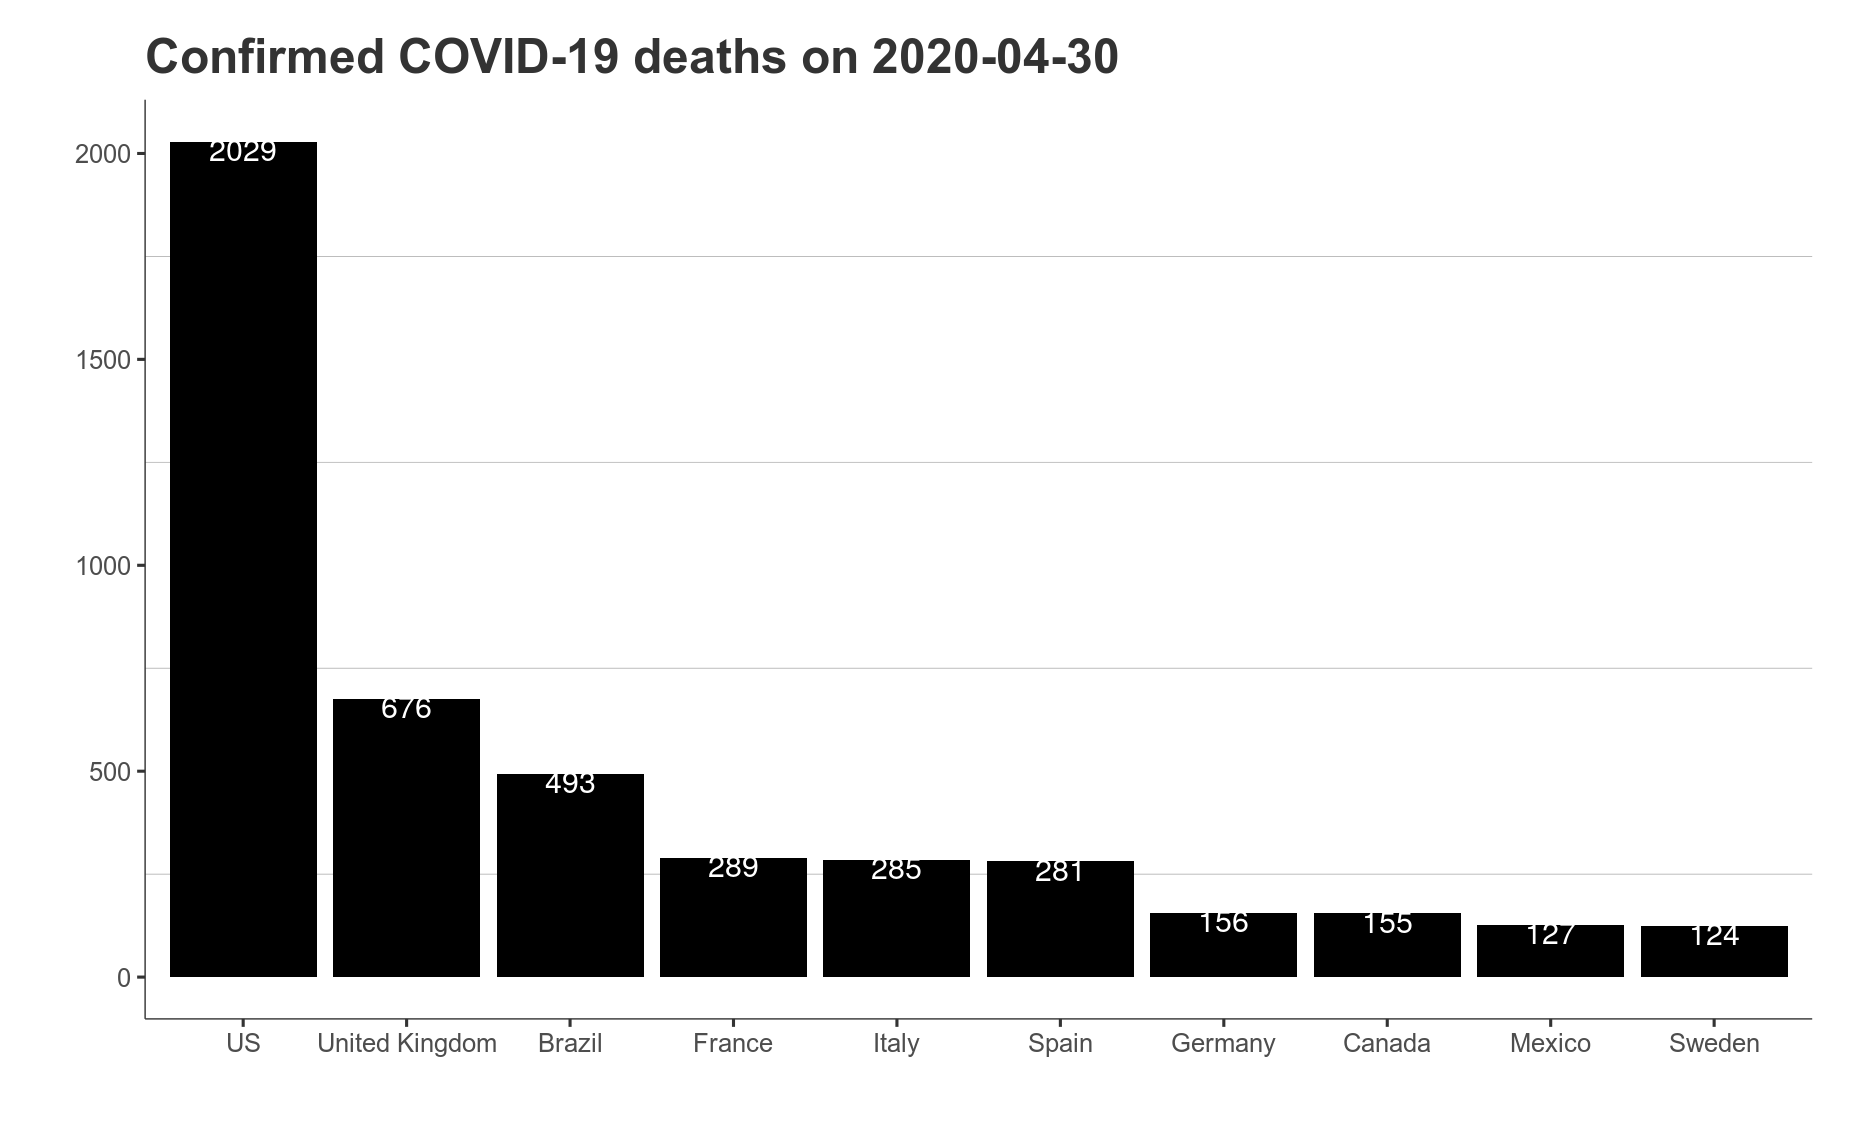 Confirmed COVID-19 deaths on 2020-04-30
2000
1500
1000
500
0
2029
676
493
289
285
281
156
155
127
124
US
United Kingdom
Brazil
France
Italy
Spain
Germany
Canada
Mexico
Sweden